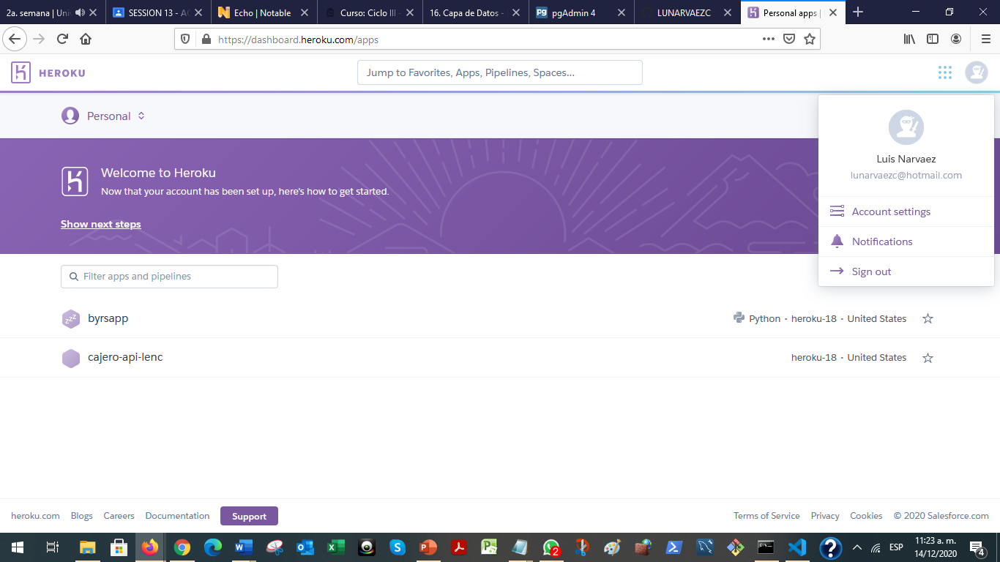 2a. semana | Univ
SESSION 13 - AC
Echo | Notable
Curso: Ciclo III -
16. Capa de Datos -
pgAdmin 4
LUNARVAEZC
Personal apps |
https://dashboard.heroku.com/apps
HEROKU
Jump to Favorites, Apps, Pipelines, Spaces...
Personal
Luis Narvaez
lunarvaezc@hotmail.com
Account settings
Notifications
Sign out
Welcome to Heroku
Now that your account has been set up, here's how to get started.
Show next steps
Filter apps and pipelines
byrsapp
Python · heroku-18 · United States
cajero-api-lenc
heroku-18 · United States
heroku.com Blogs Careers Documentation Support
Terms of Service Privacy Cookies © 2020 Salesforce.com
2
ESP
11:23 a. m.
14/12/2020
4